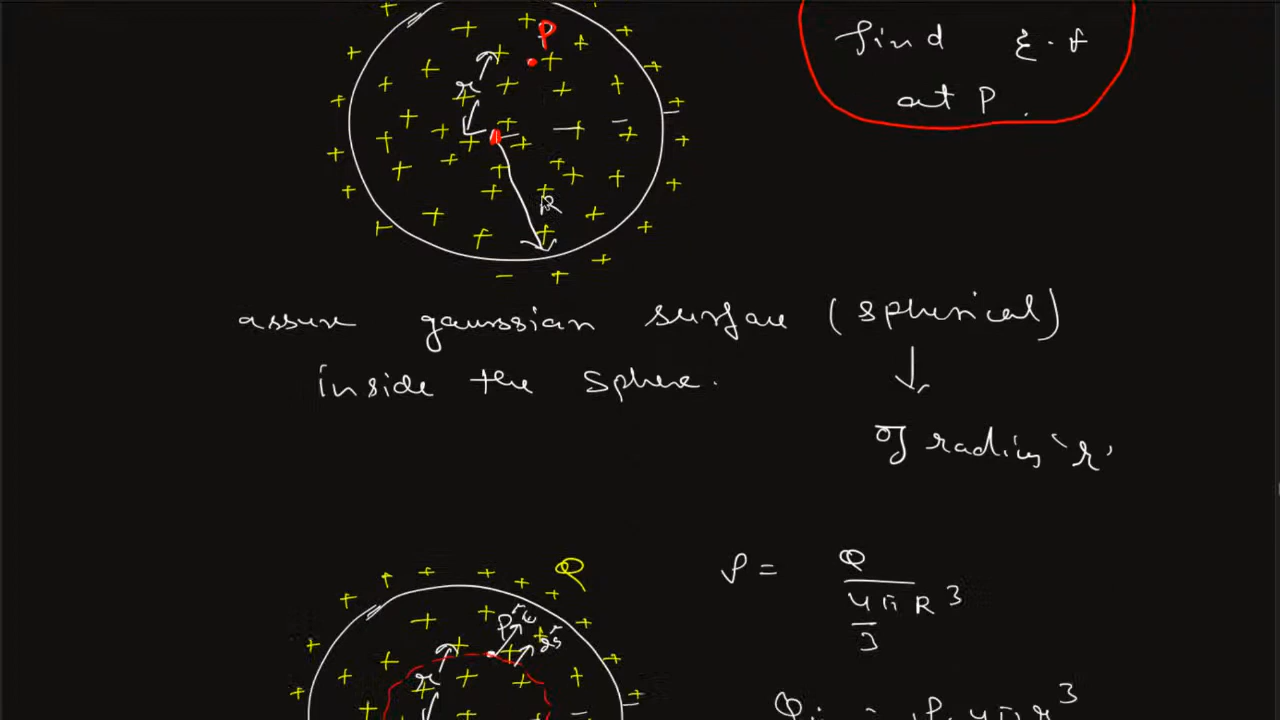 find E.f
at P.
P
r
R
assume gaussian surface (spherical)
inside the sphere.
of radius 'r'
Q
ρ = Q / 4/3 π R³
P
r